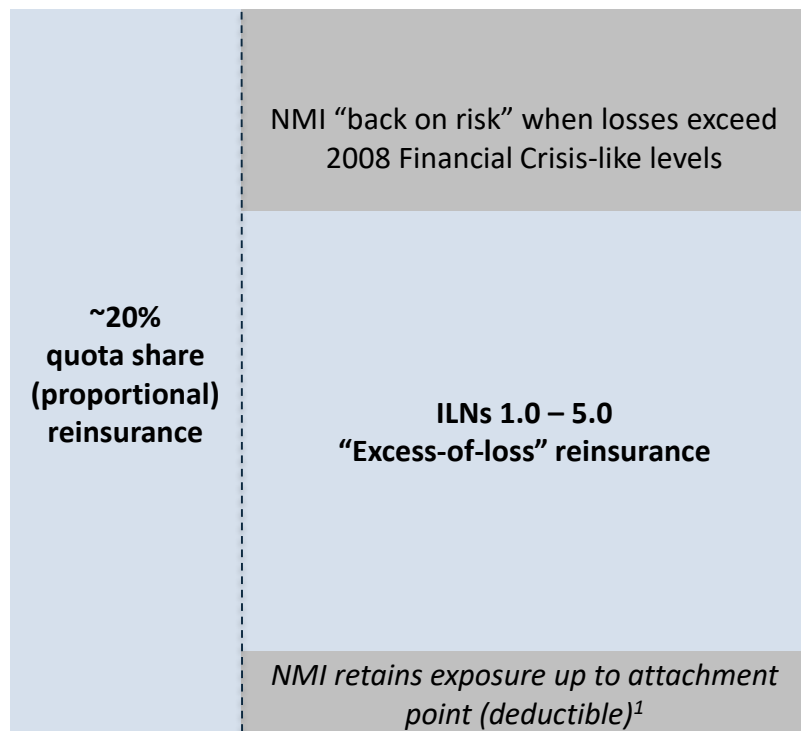 ~20%
quota share
(proportional)
reinsurance
NMI “back on risk” when losses exceed
2008 Financial Crisis-like levels
ILNs 1.0 – 5.0
“Excess-of-loss” reinsurance
NMI retains exposure up to attachment
point (deductible)¹